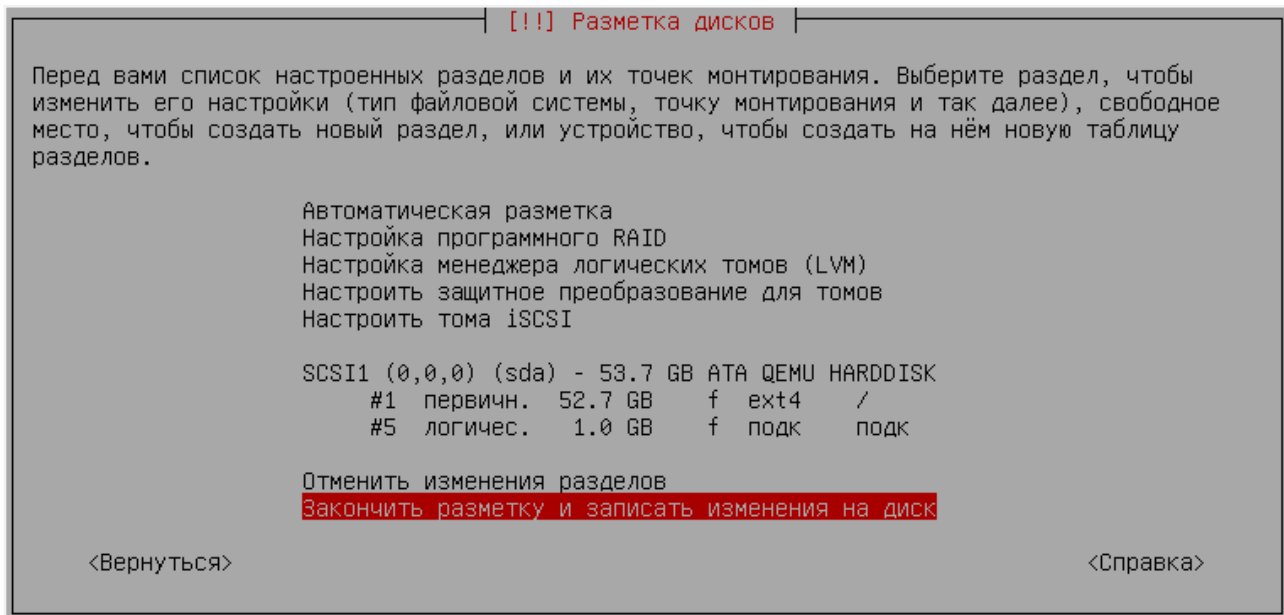 [!!] Разметка дисков
Перед вами список настроенных разделов и их точек монтирования. Выберите раздел, чтобы
изменить его настройки (тип файловой системы, точку монтирования и так далее), свободное
место, чтобы создать новый раздел, или устройство, чтобы создать на нём новую таблицу
разделов.
Автоматическая разметка
Настройка программного RAID
Настройка менеджера логических томов (LVM)
Настроить защитное преобразование для томов
Настроить тома iSCSI
SCSI1 (0,0,0) (sda) - 53.7 GB ATA QEMU HARDDISK
#1 первичн. 52.7 GB f ext4 /
#5 логичес. 1.0 GB f подк подк
Отменить изменения разделов
Закончить разметку и записать изменения на диск
<Вернуться> <Справка>